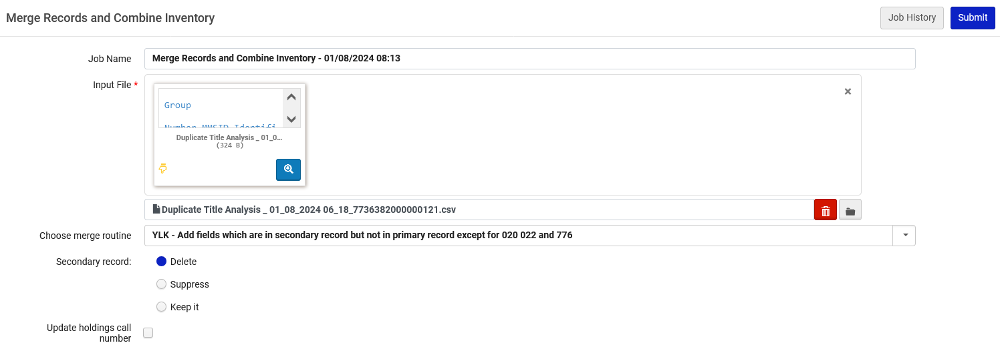 Merge Records and Combine Inventory
Job History
Submit
Job Name
Merge Records and Combine Inventory - 01/08/2024 08:13
Input File *
Group
Number,MMSID,Identifi
Duplicate Title Analysis _ 01_0...
(324 B)
Duplicate Title Analysis _ 01_08_2024 06_18_7736382000000121.csv
Choose merge routine
YLK - Add fields which are in secondary record but not in primary record except for 020 022 and 776
Secondary record:
Delete
Suppress
Keep it
Update holdings call
number